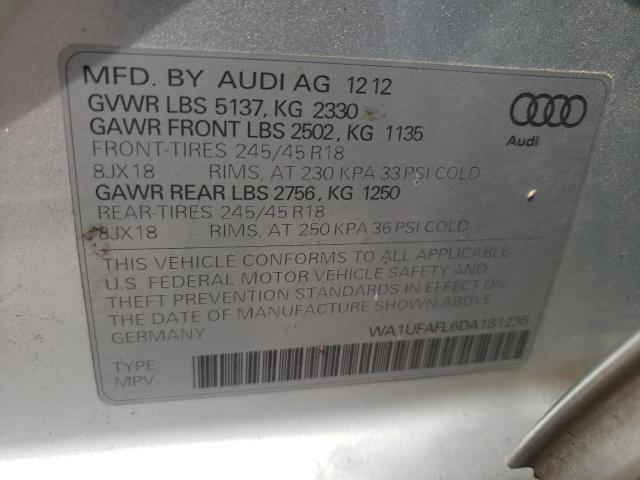 MFD. BY AUDI AG 12 12
GVWR LBS 5137, KG 2330
GAWR FRONT LBS 2502, KG 1135
FRONT-TIRES 245/45 R18
8JX18 RIMS, AT 230 KPA 33 PSI COLD
GAWR REAR LBS 2756, KG 1250
REAR-TIRES 245/45 R18
8JX18 RIMS, AT 250 KPA 36 PSI COLD
Audi
THIS VEHICLE CONFORMS TO ALL APPLICABLE
U.S. FEDERAL MOTOR VEHICLE SAFETY AND
THEFT PREVENTION STANDARDS IN EFFECT ON
THE DATE OF MANUFACTURE SHOWN ABOVE.
GERMANY
WA1UFAFL6DA181235
TYPE
MPV